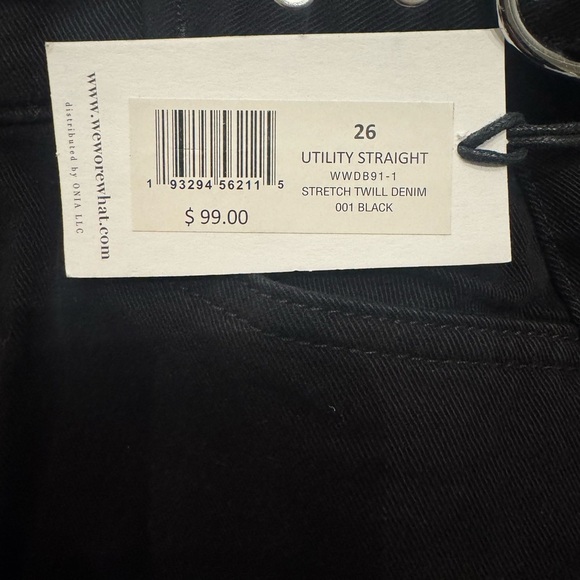 www.weworewhat.com
distributed by ONIA LLC
1 93294 56211 5
$ 99.00
26
UTILITY STRAIGHT
WWDB91-1
STRETCH TWILL DENIM
001 BLACK